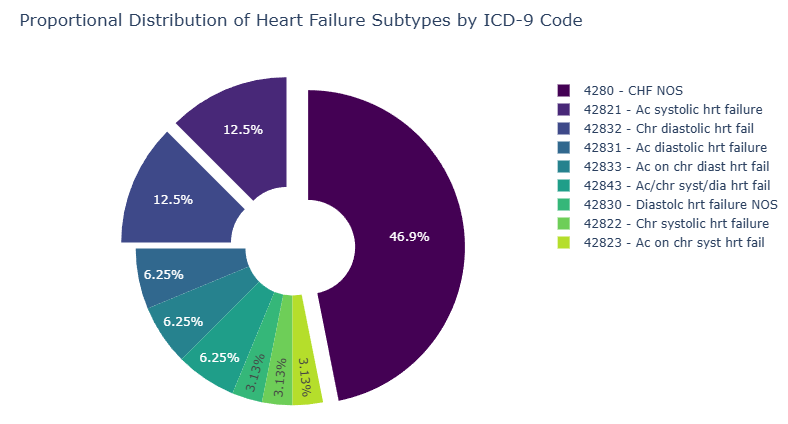 Proportional Distribution of Heart Failure Subtypes by ICD-9 Code
4280 - CHF NOS
42821 - Ac systolic hrt failure
42832 - Chr diastolic hrt fail
42831 - Ac diastolic hrt failure
42833 - Ac on chr diast hrt fail
42843 - Ac/chr syst/dia hrt fail
42830 - Diastolc hrt failure NOS
42822 - Chr systolic hrt failure
42823 - Ac on chr syst hrt fail
12.5%
12.5%
46.9%
6.25%
6.25%
6.25%
3.13%
3.13%
3.13%